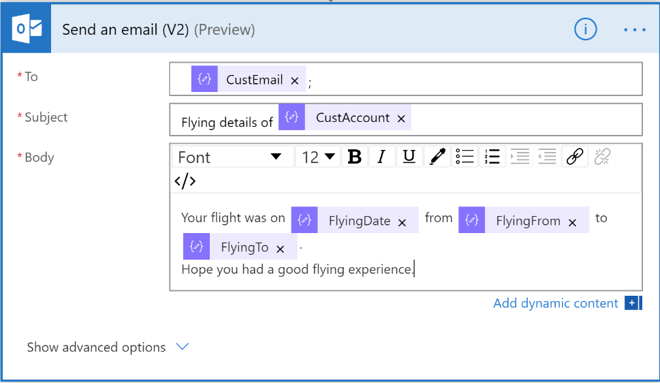 Send an email (V2) (Preview)
* To CustEmail × ;
* Subject Flying details of CustAccount ×
* Body Font 12 B I U
</>
Your flight was on FlyingDate × from FlyingFrom × to
FlyingTo × .
Hope you had a good flying experience.
Add dynamic content +
Show advanced options